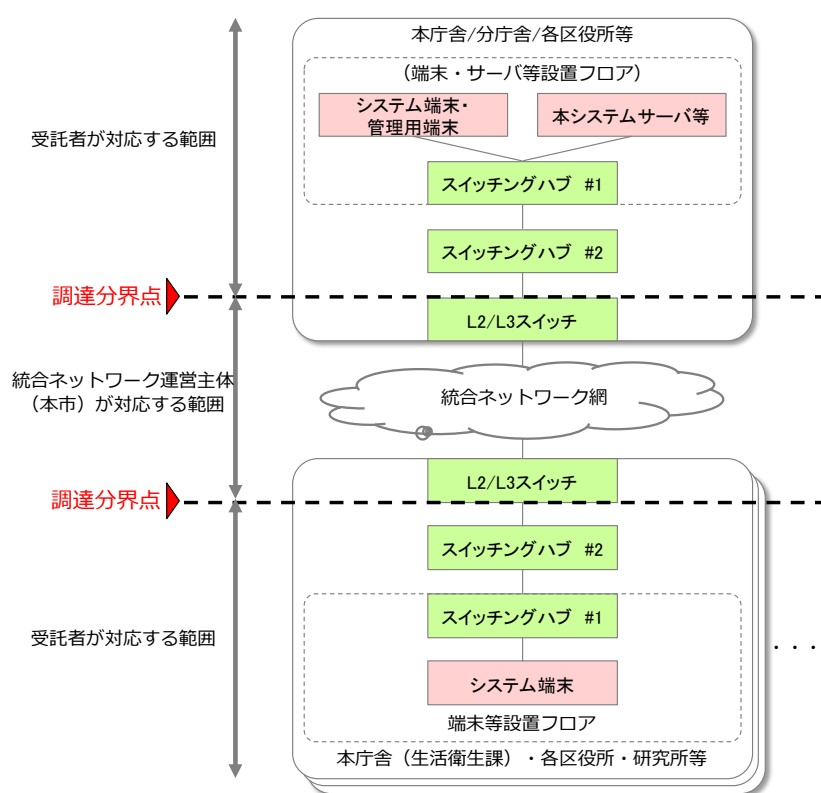 本庁舎/分庁舎/各区役所等
（端末・サーバ等設置フロア）
システム端末・
管理用端末
本システムサーバ等
受託者が対応する範囲
スイッチングハブ #1
スイッチングハブ #2
調達分界点
L2/L3スイッチ
統合ネットワーク運営主体
（本市）が対応する範囲
統合ネットワーク網
L2/L3スイッチ
調達分界点
スイッチングハブ #2
スイッチングハブ #1
受託者が対応する範囲
・・・・
システム端末
端末等設置フロア
本庁舎（生活衛生課）・各区役所・研究所等